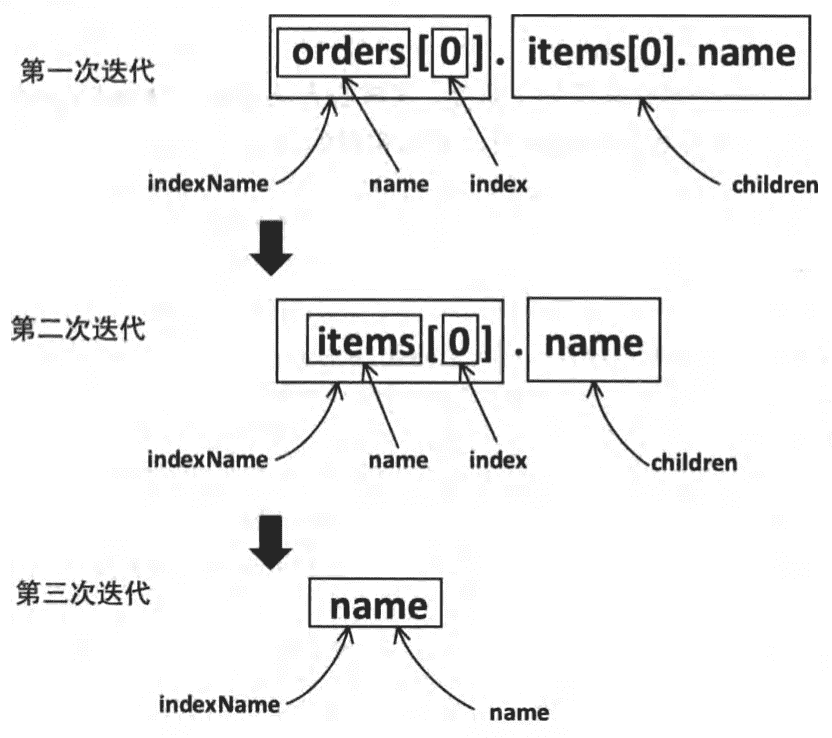 第一次迭代
orders[0].items[0].name
indexName name index children
第二次迭代
items[0].name
indexName name index children
第三次迭代
name
indexName name